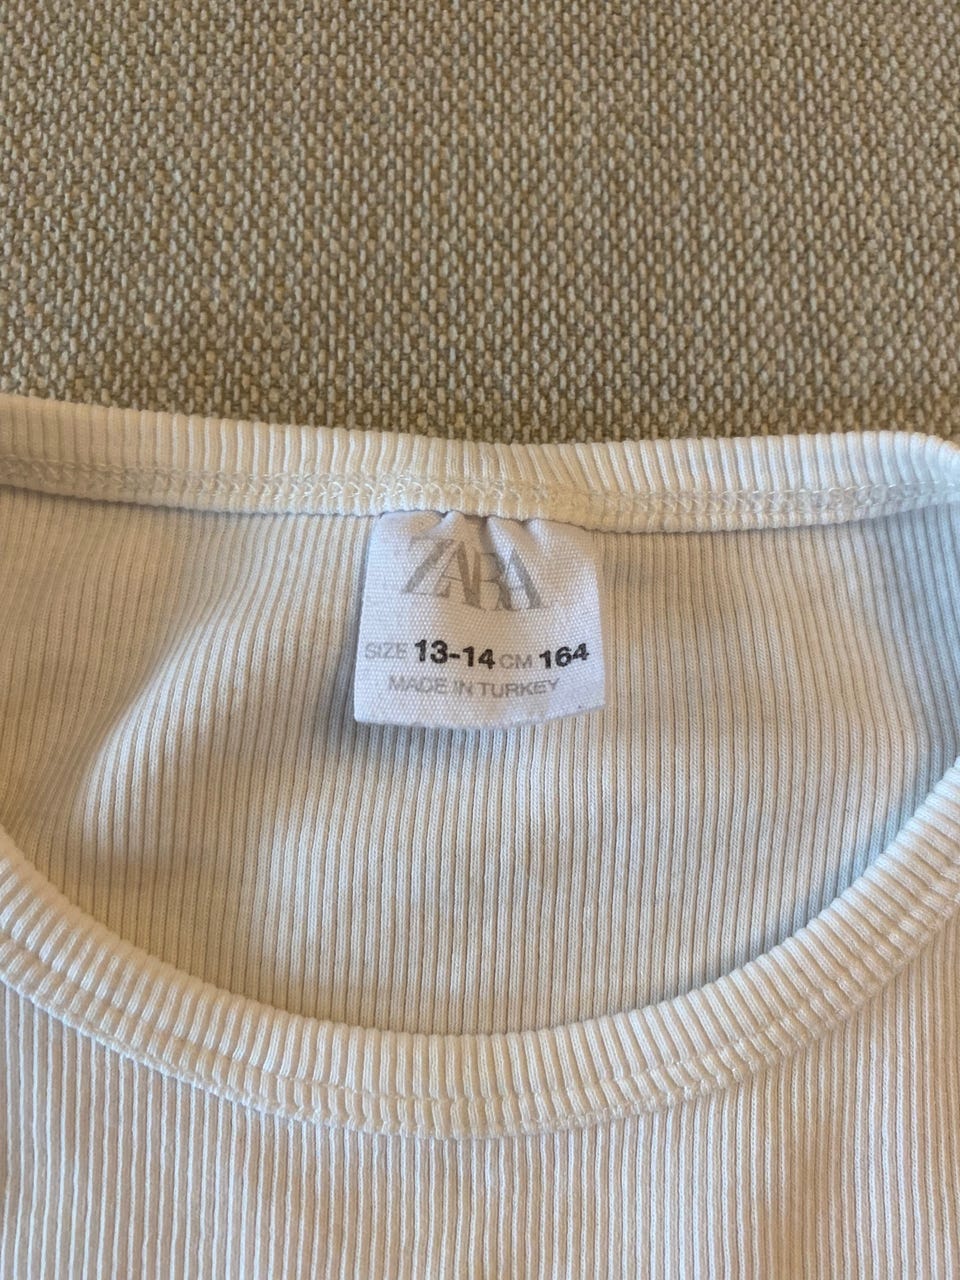 ZARA
SIZE 13-14 CM 164
MADE IN TURKEY